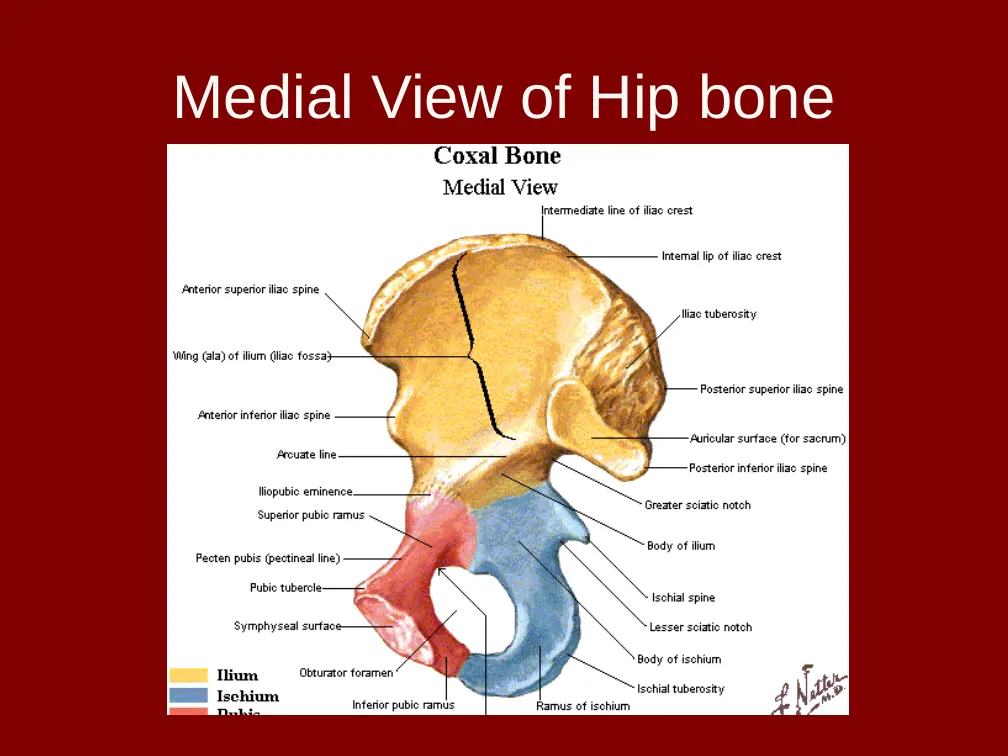 Medial View of Hip bone
Coxal Bone
Medial View
Intermediate line of iliac crest
Internal lip of iliac crest
Anterior superior iliac spine
Iliac tuberosity
Wing (ala) of ilium (iliac fossa)
Posterior superior iliac spine
Anterior inferior iliac spine
Auricular surface (for sacrum)
Arcuate line
Posterior inferior iliac spine
Iliopubic eminence
Greater sciatic notch
Superior pubic ramus
Body of ilium
Pecten pubis (pectineal line)
Pubic tubercle
Ischial spine
Symphyseal surface
Lesser sciatic notch
Body of ischium
Obturator foramen
Ischial tuberosity
Inferior pubic ramus
Ramus of ischium
Ilium
Ischium
Pubis
F. Netter
M.D.